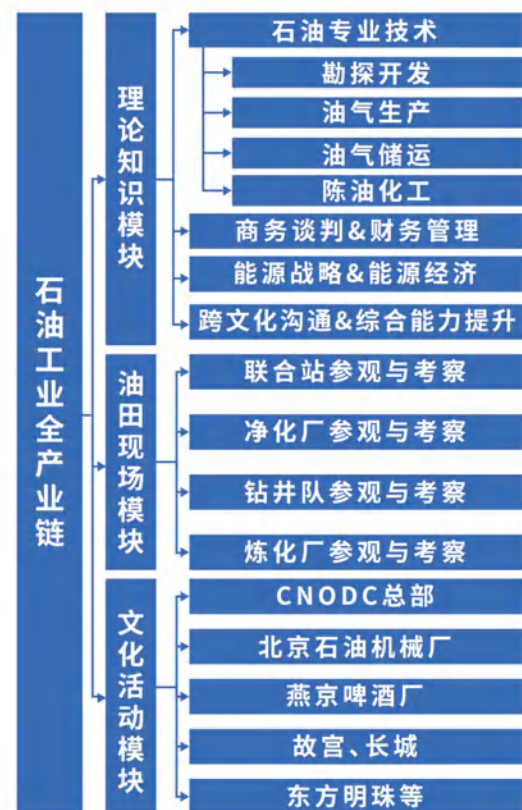 石油工业全产业链
理论知识模块
石油专业技术
勘探开发
油气生产
油气储运
陈油化工
商务谈判&财务管理
能源战略&能源经济
跨文化沟通&综合能力提升
油田现场模块
联合站参观与考察
净化厂参观与考察
钻井队参观与考察
炼化厂参观与考察
文化活动模块
CNODC总部
北京石油机械厂
燕京啤酒厂
故宫、长城
东方明珠等